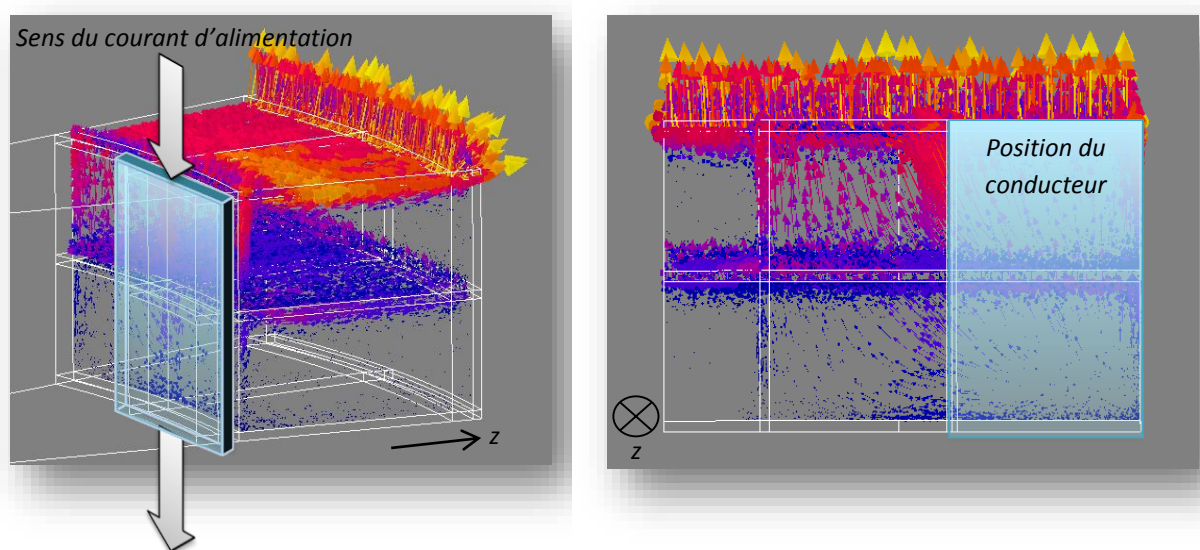 Sens du courant d'alimentation
z
Position du
conducteur
z